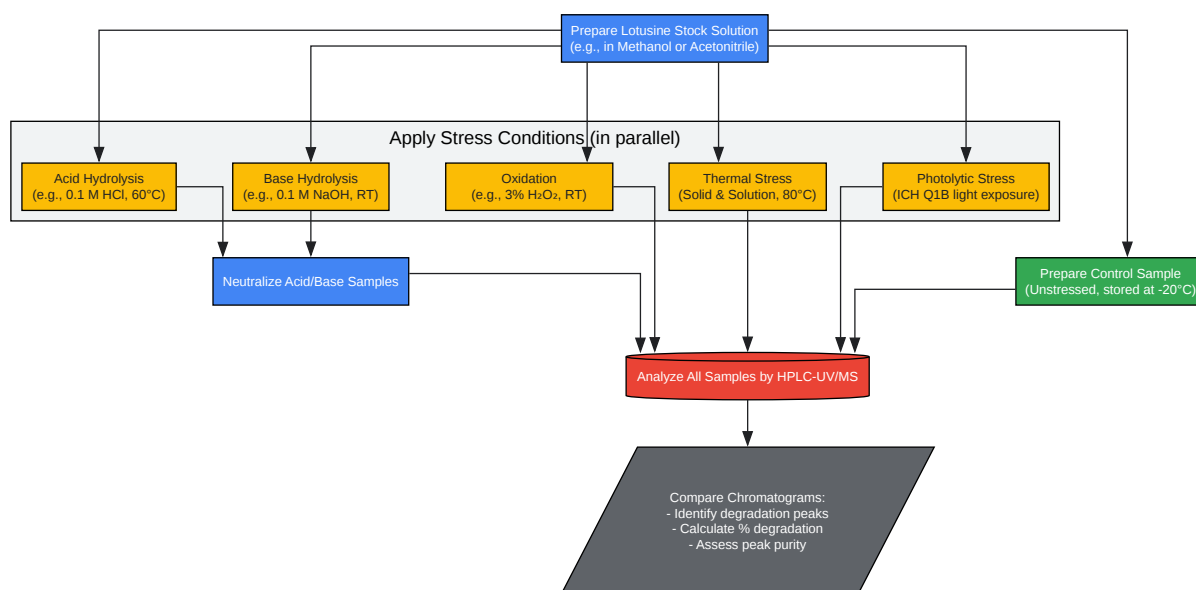 Prepare Lotusine Stock Solution
(e.g., in Methanol or Acetonitrile)
Apply Stress Conditions (in parallel)
Acid Hydrolysis
(e.g., 0.1 M HCl, 60°C)
Base Hydrolysis
(e.g., 0.1 M NaOH, RT)
Oxidation
(e.g., 3% H₂O₂, RT)
Thermal Stress
(Solid & Solution, 80°C)
Photolytic Stress
(ICH Q1B light exposure)
Neutralize Acid/Base Samples
Prepare Control Sample
(Unstressed, stored at -20°C)
Analyze All Samples by HPLC-UV/MS
Compare Chromatograms:
- Identify degradation peaks
- Calculate % degradation
- Assess peak purity